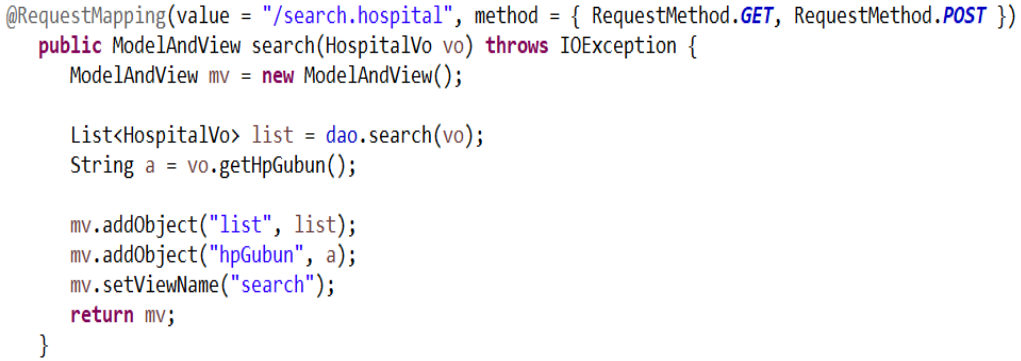 @RequestMapping(value = "/search.hospital", method = { RequestMethod.GET, RequestMethod.POST })
public ModelAndView search(HospitalVo vo) throws IOException {
ModelAndView mv = new ModelAndView();
List<HospitalVo> list = dao.search(vo);
String a = vo.getHpGubun();
mv.addObject("list", list);
mv.addObject("hpGubun", a);
mv.setViewName("search");
return mv;
}